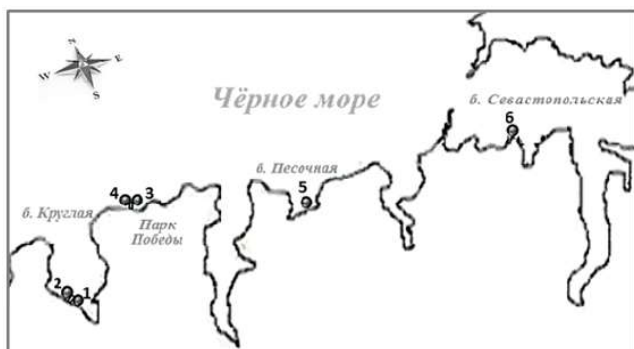 N
W E
S
Чёрное море
б. Севастопольская
6
б. Песочная
5
4 3
б. Круглая
Парк
Победы
2 1